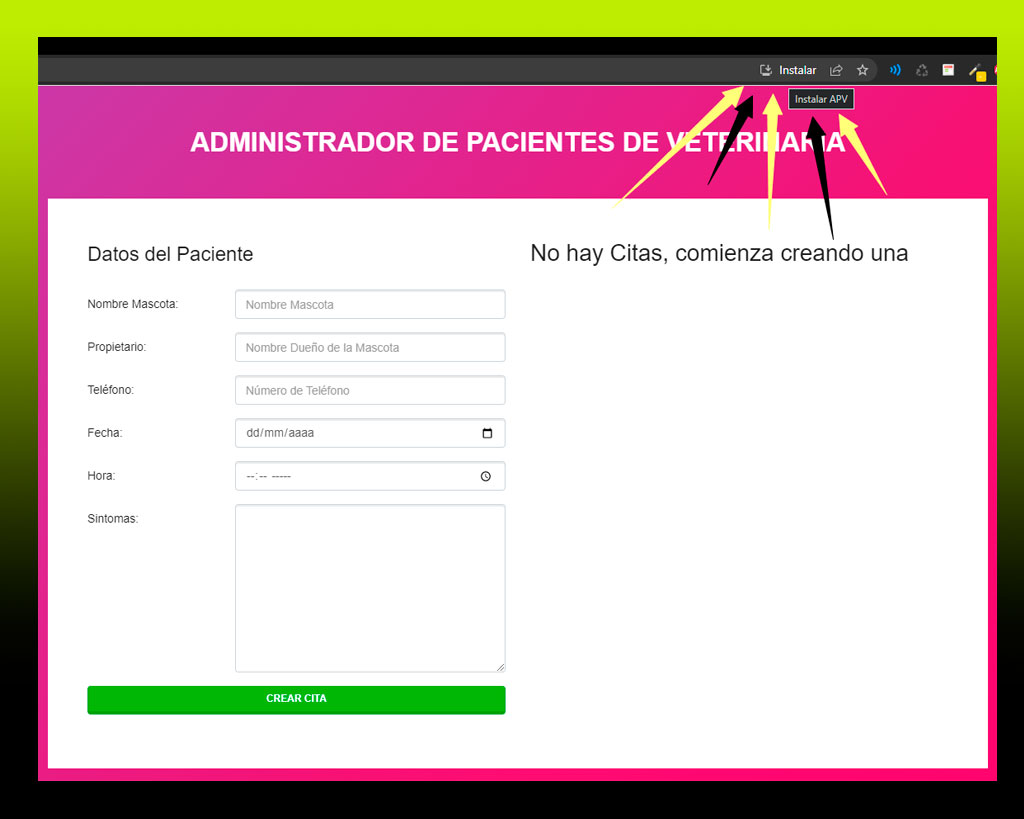 Instalar
Instalar APV
ADMINISTRADOR DE PACIENTES DE VETERINARIA
Datos del Paciente
No hay Citas, comienza creando una
Nombre Mascota:
Nombre Mascota
Propietario:
Nombre Dueño de la Mascota
Teléfono:
Número de Teléfono
Fecha:
dd/mm/aaaa
Hora:
--:-- -----
Sintomas:
CREAR CITA